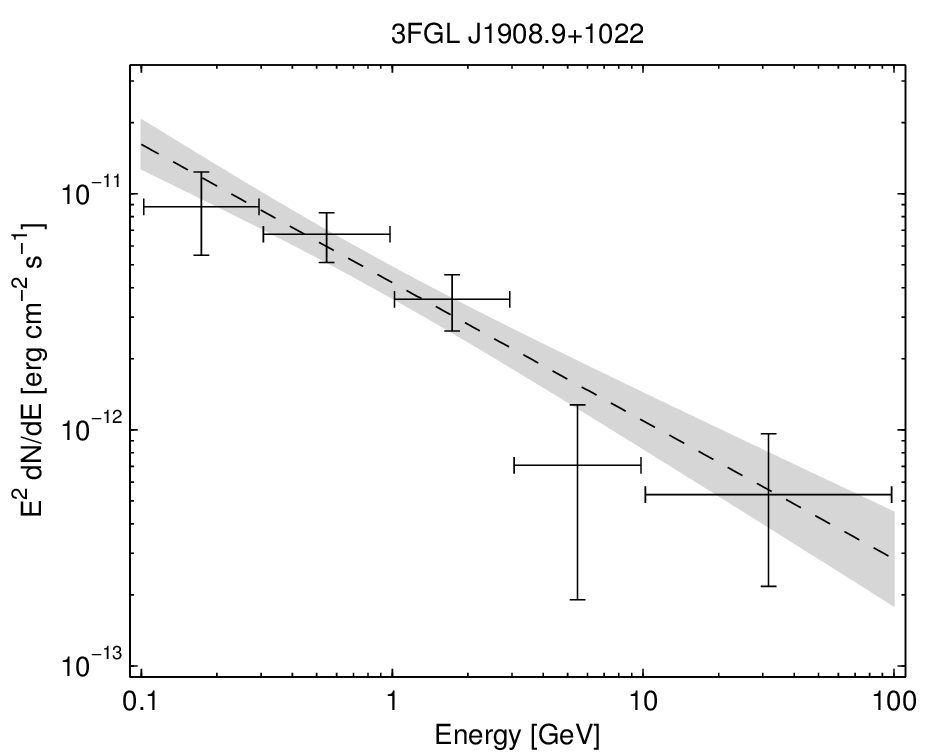 3FGL J1908.9+1022
E² dN/dE [erg cm⁻² s⁻¹]
10⁻¹¹
10⁻¹²
10⁻¹³
0.1 1 10 100
Energy [GeV]